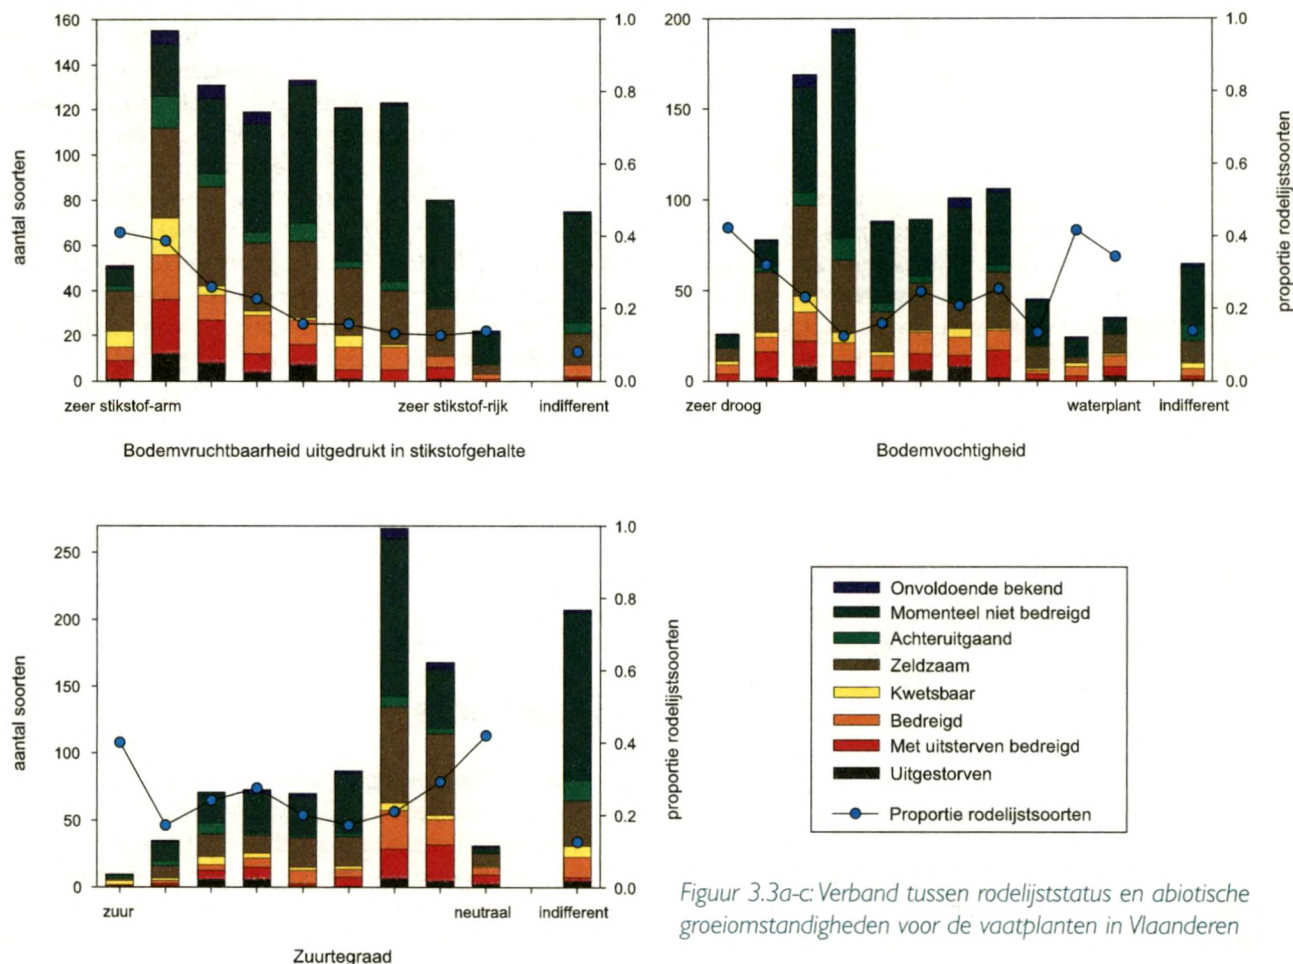 160
140
120
100
80
60
40
20
0
aantal soorten
1.0
0.8
0.6
0.4
0.2
0.0
zeer stikstof-arm zeer stikstof-rijk indifferent
Bodemvruchtbaarheid uitgedrukt in stikstofgehalte
200
150
100
50
0
1.0
0.8
0.6
0.4
0.2
0.0
proportie rodelijstsoorten
zeer droog waterplant indifferent
Bodemvochtigheid
250
200
150
100
50
0
aantal soorten
1.0
0.8
0.6
0.4
0.2
0.0
proportie rodelijstsoorten
zuur neutraal indifferent
Zuurtegraad
Onvoldoende bekend
Momenteel niet bedreigd
Achteruitgaand
Zeldzaam
Kwetsbaar
Bedreigd
Met uitsterven bedreigd
Uitgestorven
Proportie rodelijstsoorten
Figuur 3.3a-c: Verband tussen rodelijststatus en abiotische
groeiomstandigheden voor de vaatplanten in Vlaanderen